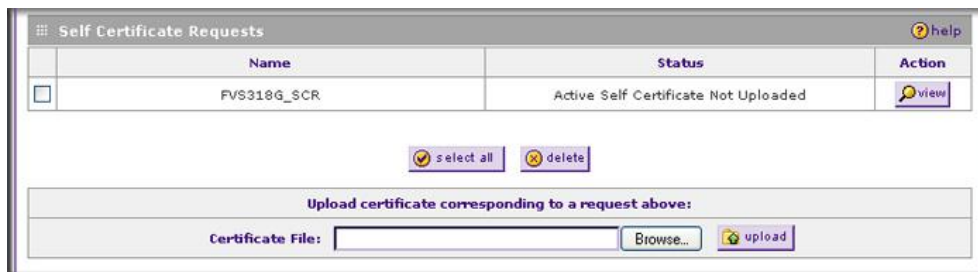 Self Certificate Requests help
Name Status Action
FVS318G_SCR Active Self Certificate Not Uploaded view
select all delete
Upload certificate corresponding to a request above:
Certificate File: Browse... upload